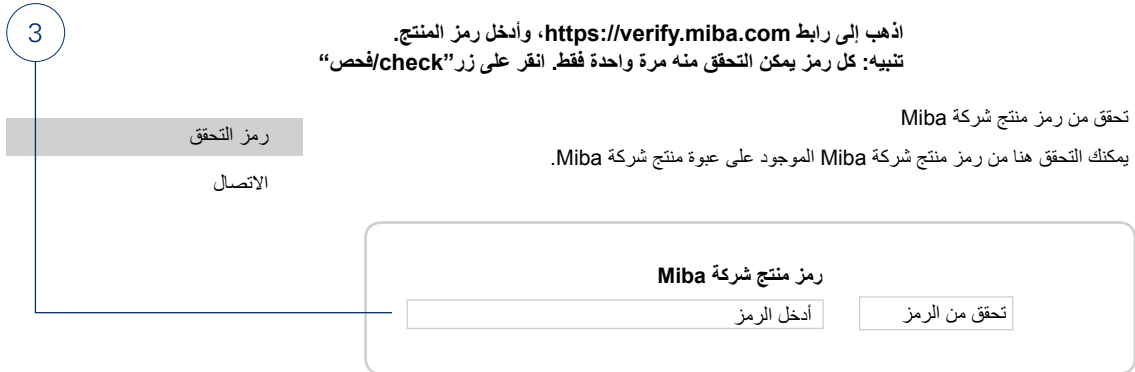 3
اذهب إلى رابط https://verify.miba.com، وأدخل رمز المنتج.
تنبيه: كل رمز يمكن التحقق منه مرة واحدة فقط. انقر على زر”check/فحص“
تحقق من رمز منتج شركة Miba
يمكنك التحقق هنا من رمز منتج شركة Miba الموجود على عبوة منتج شركة Miba.
رمز التحقق
الاتصال
رمز منتج شركة Miba
تحقق من الرمز
أدخل الرمز